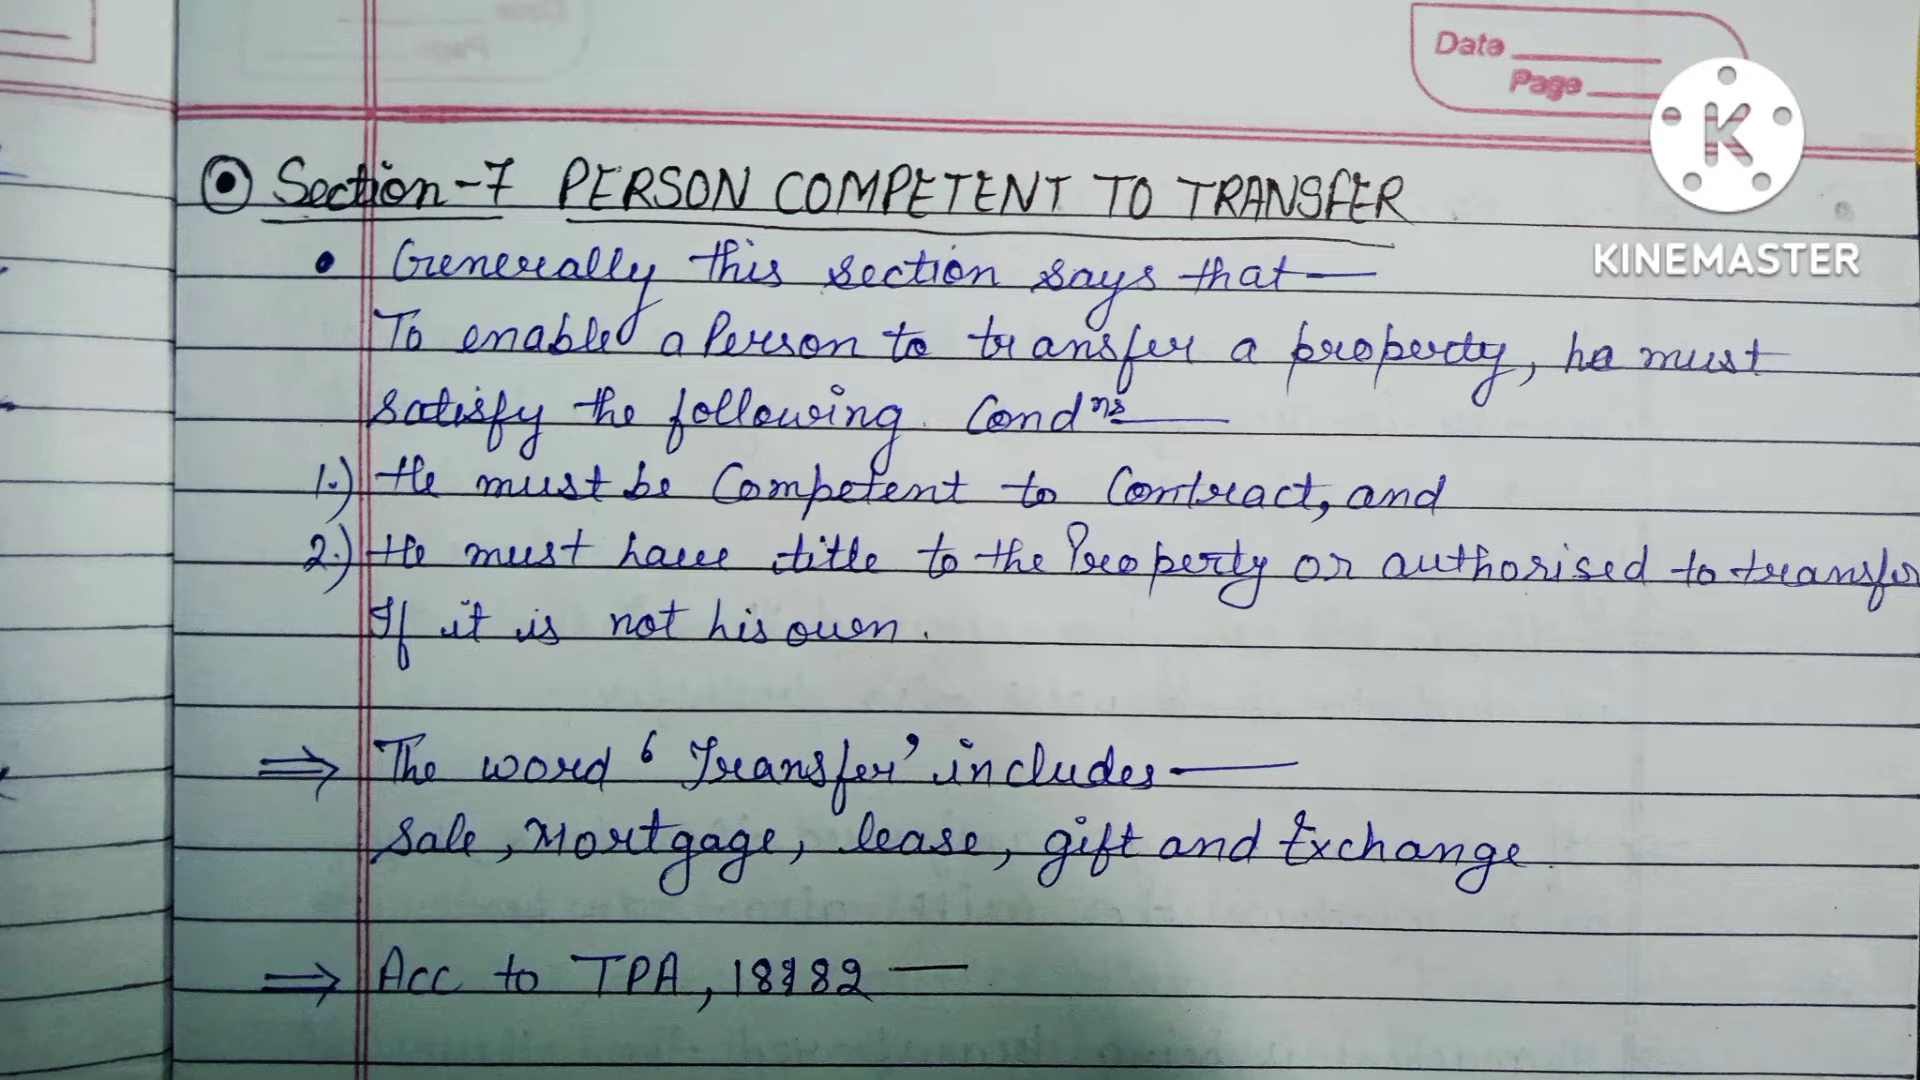 Date
Page
K
KINEMASTER
Section-7 PERSON COMPETENT TO TRANSFER
• Generally this section says that—
To enable a Person to transfer a property, he must
satisfy the following Condns—
1.) He must be Competent to Contract, and
2.) He must have title to the Property or authorised to transfer
If it is not his own.
⇒ The word 'Transfer' includes—
Sale, Mortgage, lease, gift and Exchange.
⇒ Acc to TPA, 1882 —